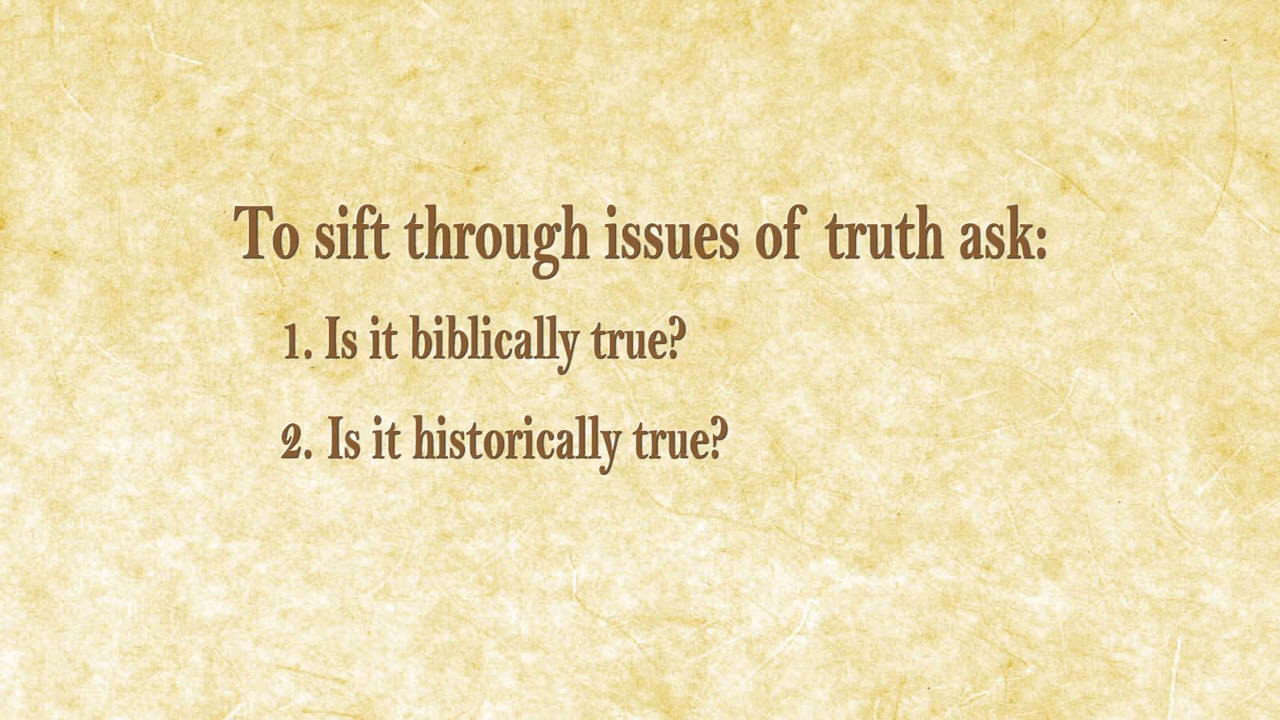 To sift through issues of truth ask:
1. Is it biblically true?
2. Is it historically true?